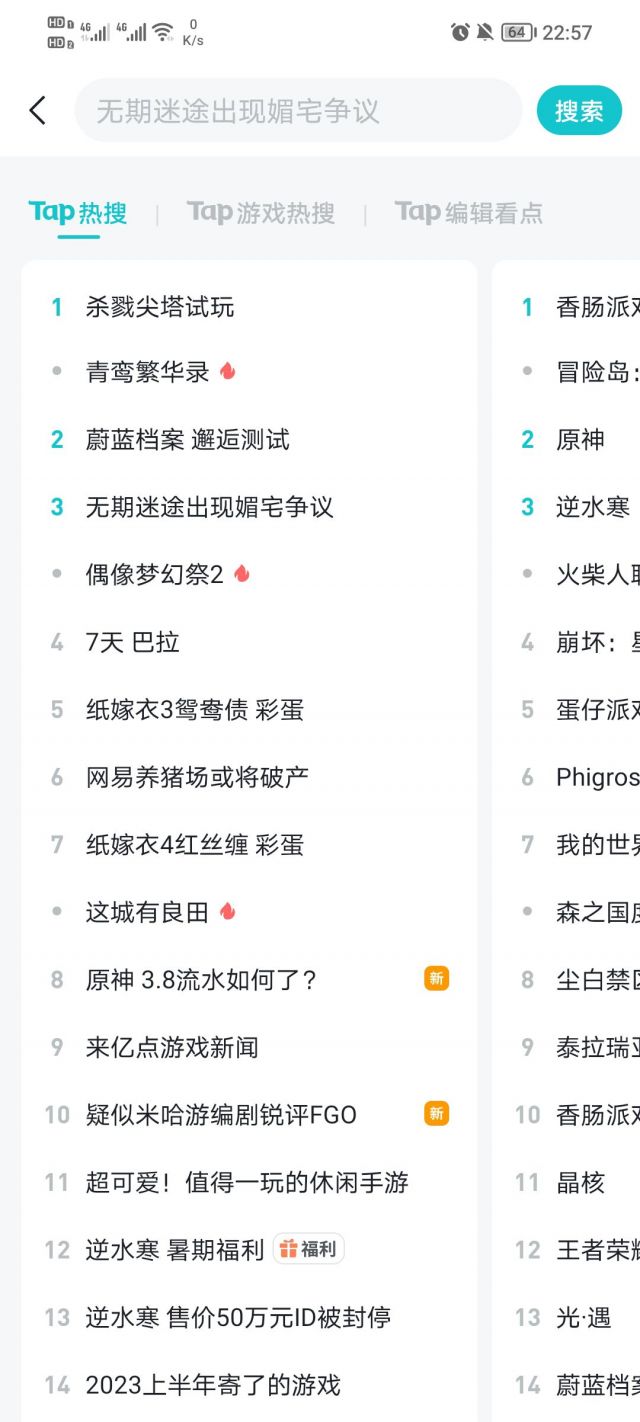 HD 1 4G 4G 0 K/s HD 2 64 22:57
无期迷途出现媚宅争议 搜索
Tap热搜 Tap游戏热搜 Tap编辑看点
1 杀戮尖塔试玩
青鸾繁华录
2 蔚蓝档案 邂逅测试
3 无期迷途出现媚宅争议
偶像梦幻祭2
4 7天 巴拉
5 纸嫁衣3鸳鸯债 彩蛋
6 网易养猪场或将破产
7 纸嫁衣4红丝缠 彩蛋
这城有良田
8 原神 3.8流水如何了? 新
9 来亿点游戏新闻
10 疑似米哈游编剧锐评FGO 新
11 超可爱！值得一玩的休闲手游
12 逆水寒 暑期福利 福利
13 逆水寒 售价50万元ID被封停
14 2023上半年寄了的游戏
1 香肠派
冒险岛:
2 原神
3 逆水寒
火柴人
4 崩坏：
5 蛋仔派
6 Phigros
7 我的世
森之国
8 尘白禁
9 泰拉瑞
10 香肠派
11 晶核
12 王者荣
13 光·遇
14 蔚蓝档